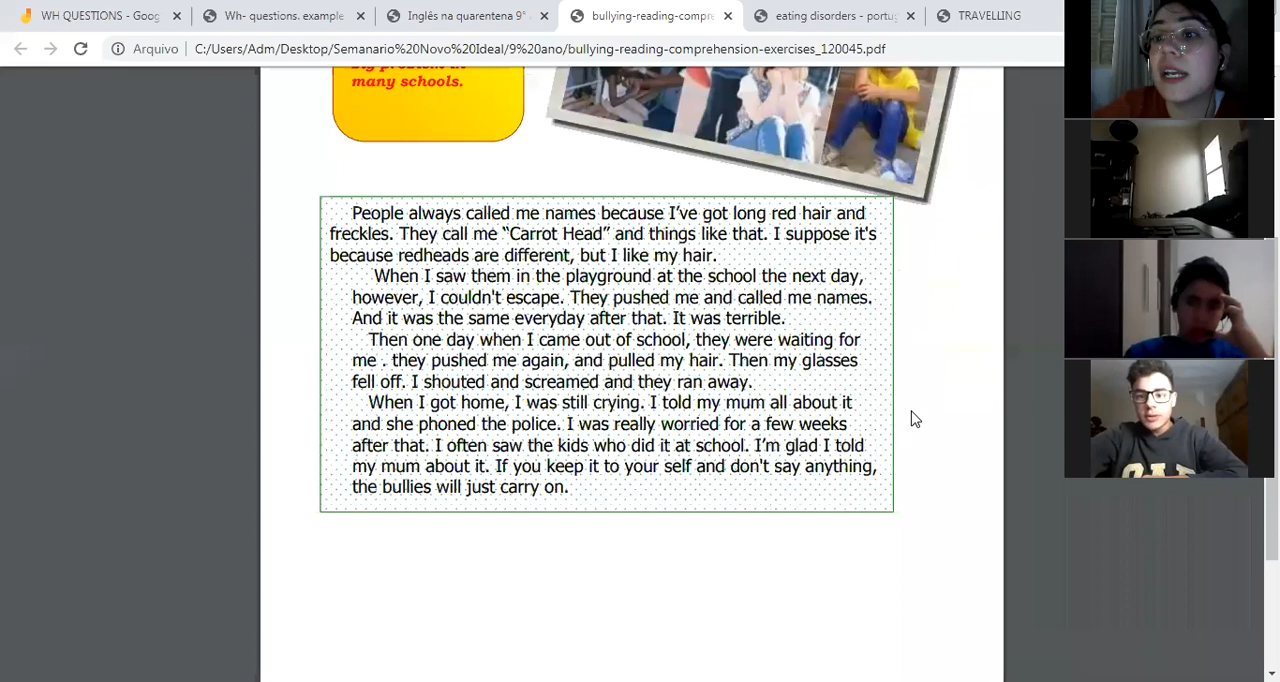 WH QUESTIONS - Goog
Wh- questions. example
Inglês na quarentena 9°
bullying-reading-compre
eating disorders - portug
TRAVELLING
Arquivo
C:/Users/Adm/Desktop/Semanario%20Novo%20Ideal/9%20ano/bullying-reading-comprehension-exercises_120045.pdf
many schools.
People always called me names because I've got long red hair and
freckles. They call me “Carrot Head” and things like that. I suppose it's
because redheads are different, but I like my hair.
When I saw them in the playground at the school the next day,
however, I couldn't escape. They pushed me and called me names.
And it was the same everyday after that. It was terrible.
Then one day when I came out of school, they were waiting for
me . they pushed me again, and pulled my hair. Then my glasses
fell off. I shouted and screamed and they ran away.
When I got home, I was still crying. I told my mum all about it
and she phoned the police. I was really worried for a few weeks
after that. I often saw the kids who did it at school. I'm glad I told
my mum about it. If you keep it to your self and don't say anything,
the bullies will just carry on.